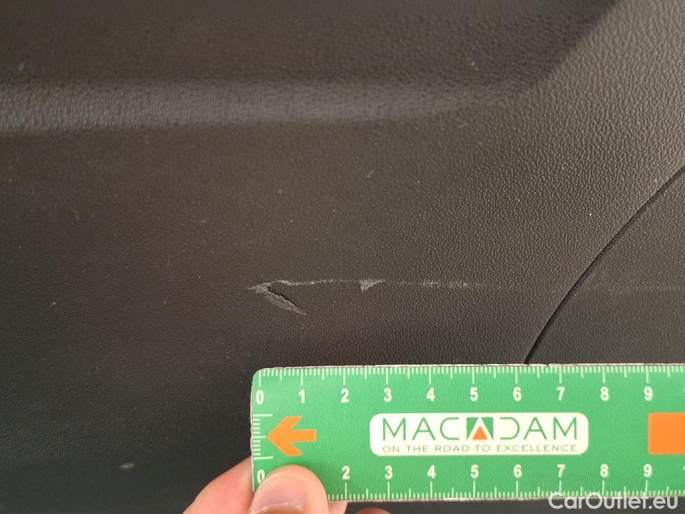 0 1 2 3 4 5 6 7 8 9
MACADAM
ON THE ROAD TO EXCELLENCE
0 2 3 4 5 6 7 8 9
CarOutlet.eu